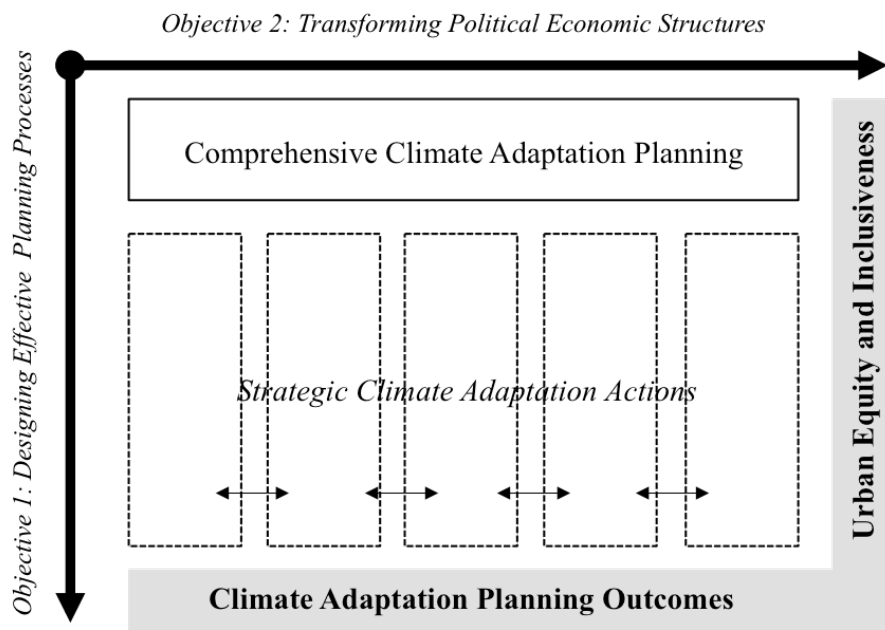 Objective 2: Transforming Political Economic Structures
Objective 1: Designing Effective Planning Processes
Comprehensive Climate Adaptation Planning
Strategic Climate Adaptation Actions
Urban Equity and Inclusiveness
Climate Adaptation Planning Outcomes